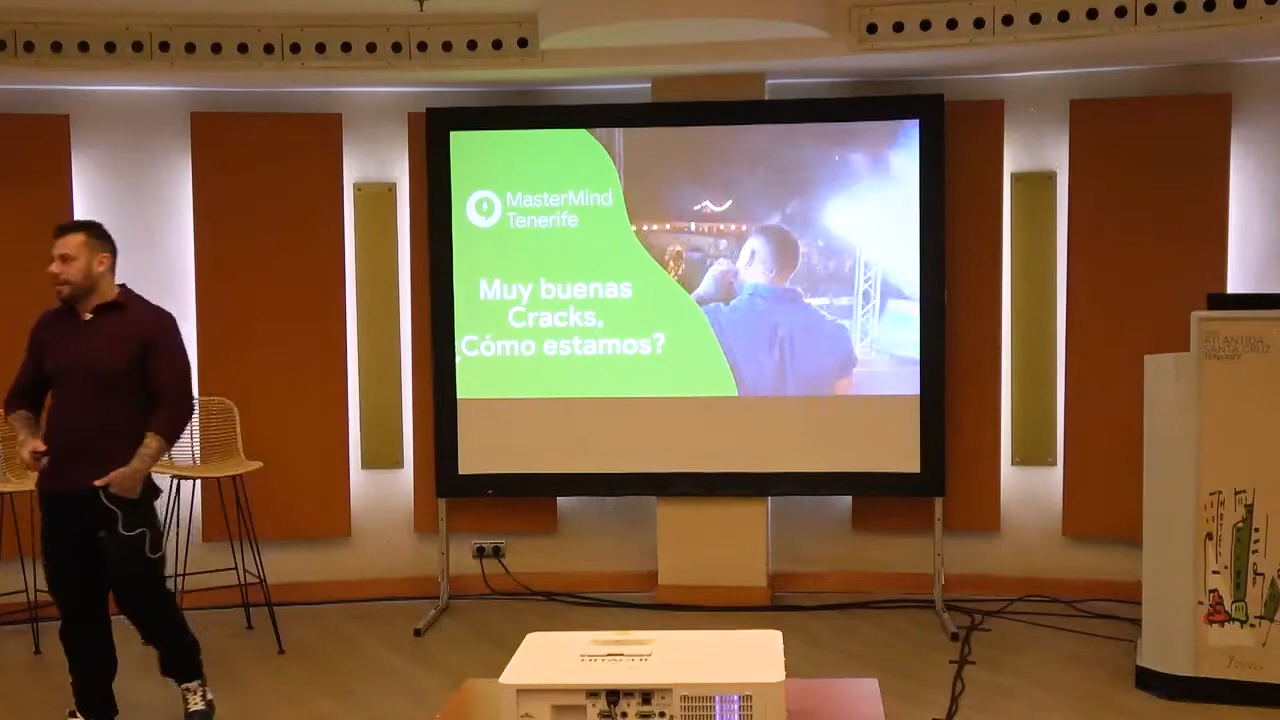 MasterMind
Tenerife
Muy buenas
Cracks,
¿Cómo estamos?
ATLANTIDA
SANTA CRUZ
TENERIFE
HITACHI